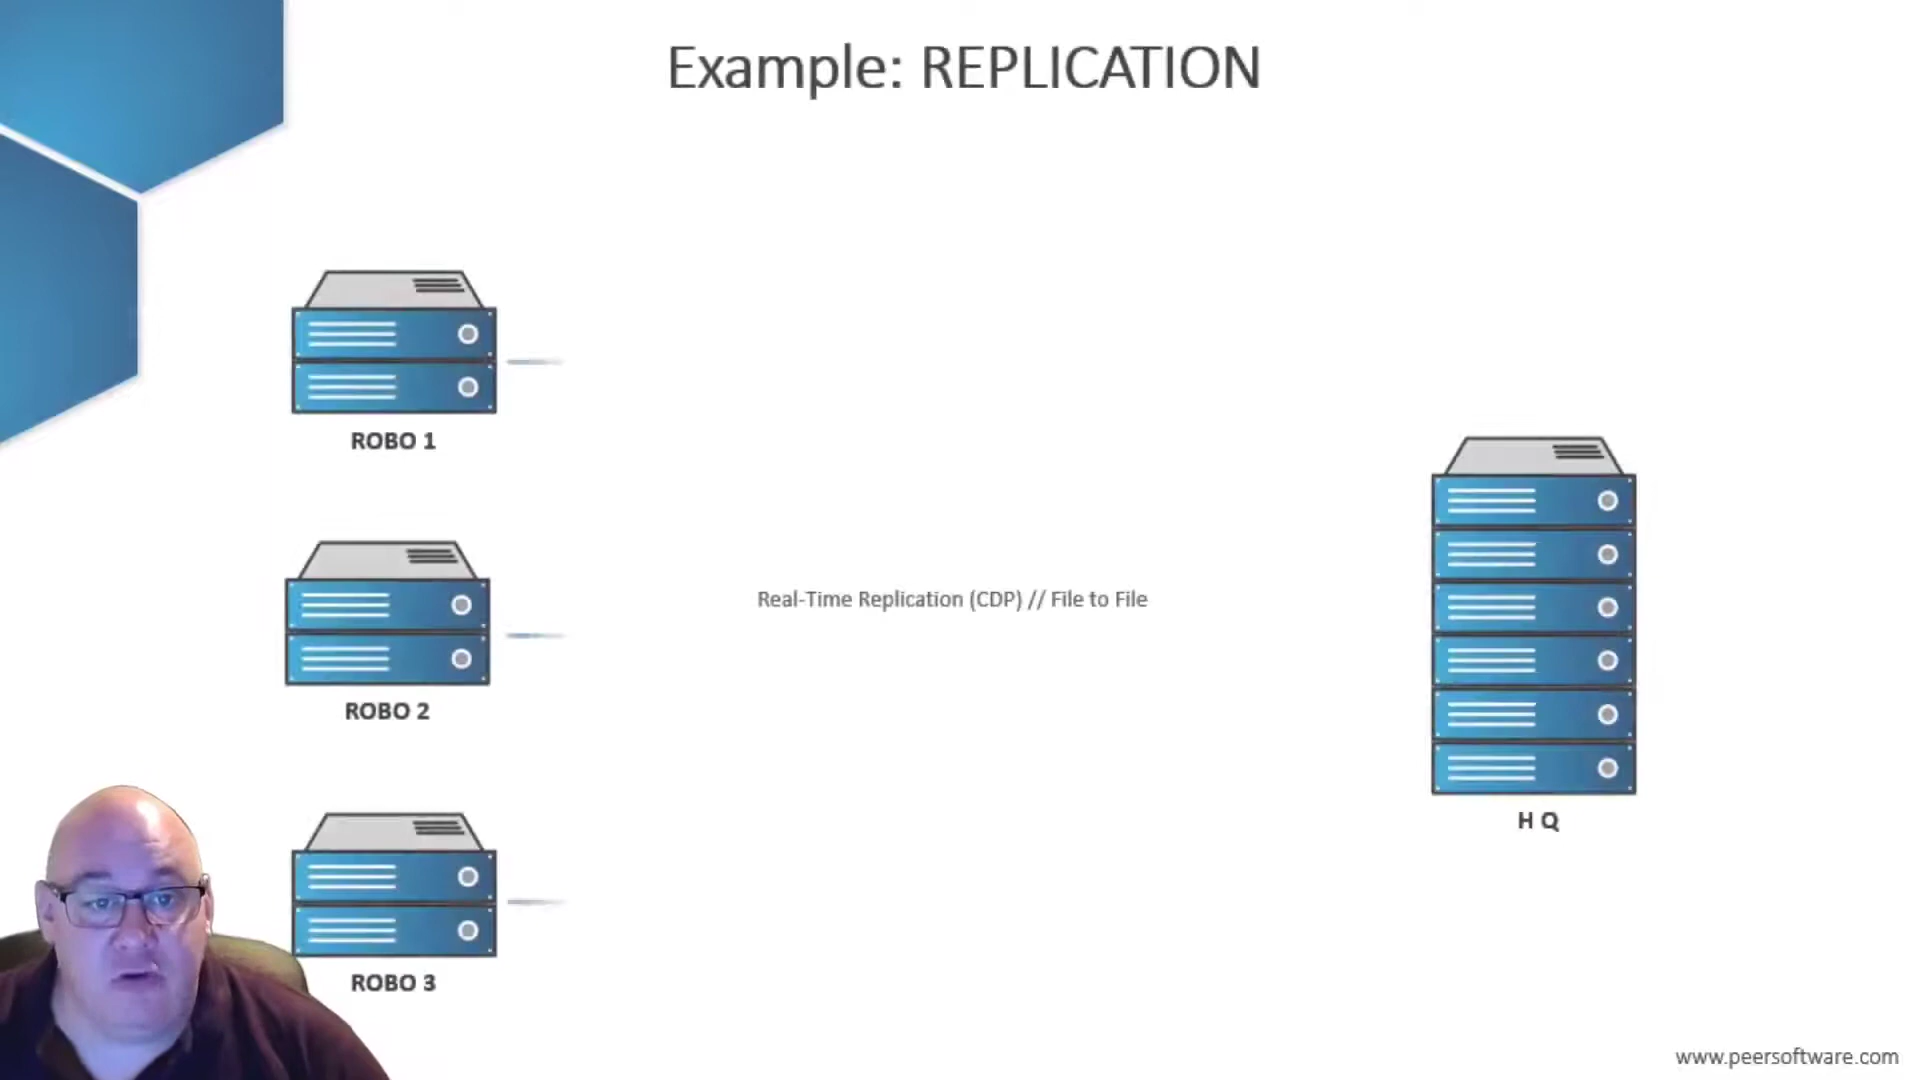 Example: REPLICATION
ROBO 1
ROBO 2
Real-Time Replication (CDP) // File to File
H Q
ROBO 3
www.peersoftware.com